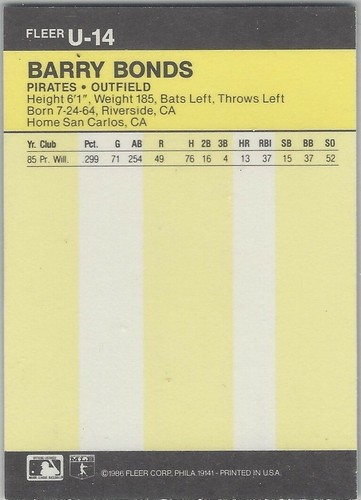 FLEER U-14
BARRY BONDS
PIRATES • OUTFIELD
Height 6'1", Weight 185, Bats Left, Throws Left
Born 7-24-64, Riverside, CA
Home San Carlos, CA
Yr. Club Pct. G AB R H 2B 3B HR RBI SB BB SO
85 Pr. Will. 299 71 254 49 76 16 4 13 37 15 37 52
©1986 FLEER CORP., PHILA. 19141 - PRINTED IN U.S.A.